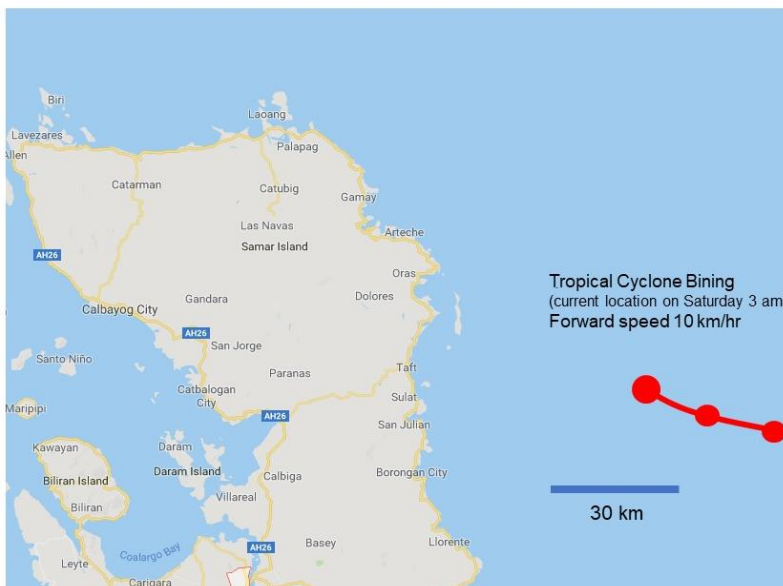 Biri
Laoang
Lavezares
Allen
Palapag
Catarman
Catubig
Gamay
Las Navas
Arteche
Samar Island
AH26
Oras
Tropical Cyclone Bining
(current location on Saturday 3 am
Forward speed 10 km/hr
Gandara
Dolores
Calbayog City
AH26
San Jorge
Santo Niño
Paranas
Taft
Catbalogan
City
Sulat
Maripipi
AH26
San Julian
Kawayan
Daram
Daram Island
Calbiga
Borongan City
Biliran Island
Villareal
30 km
Biliran
Basey
Llorente
AH26
Coalargo Bay
Leyte
Carigara